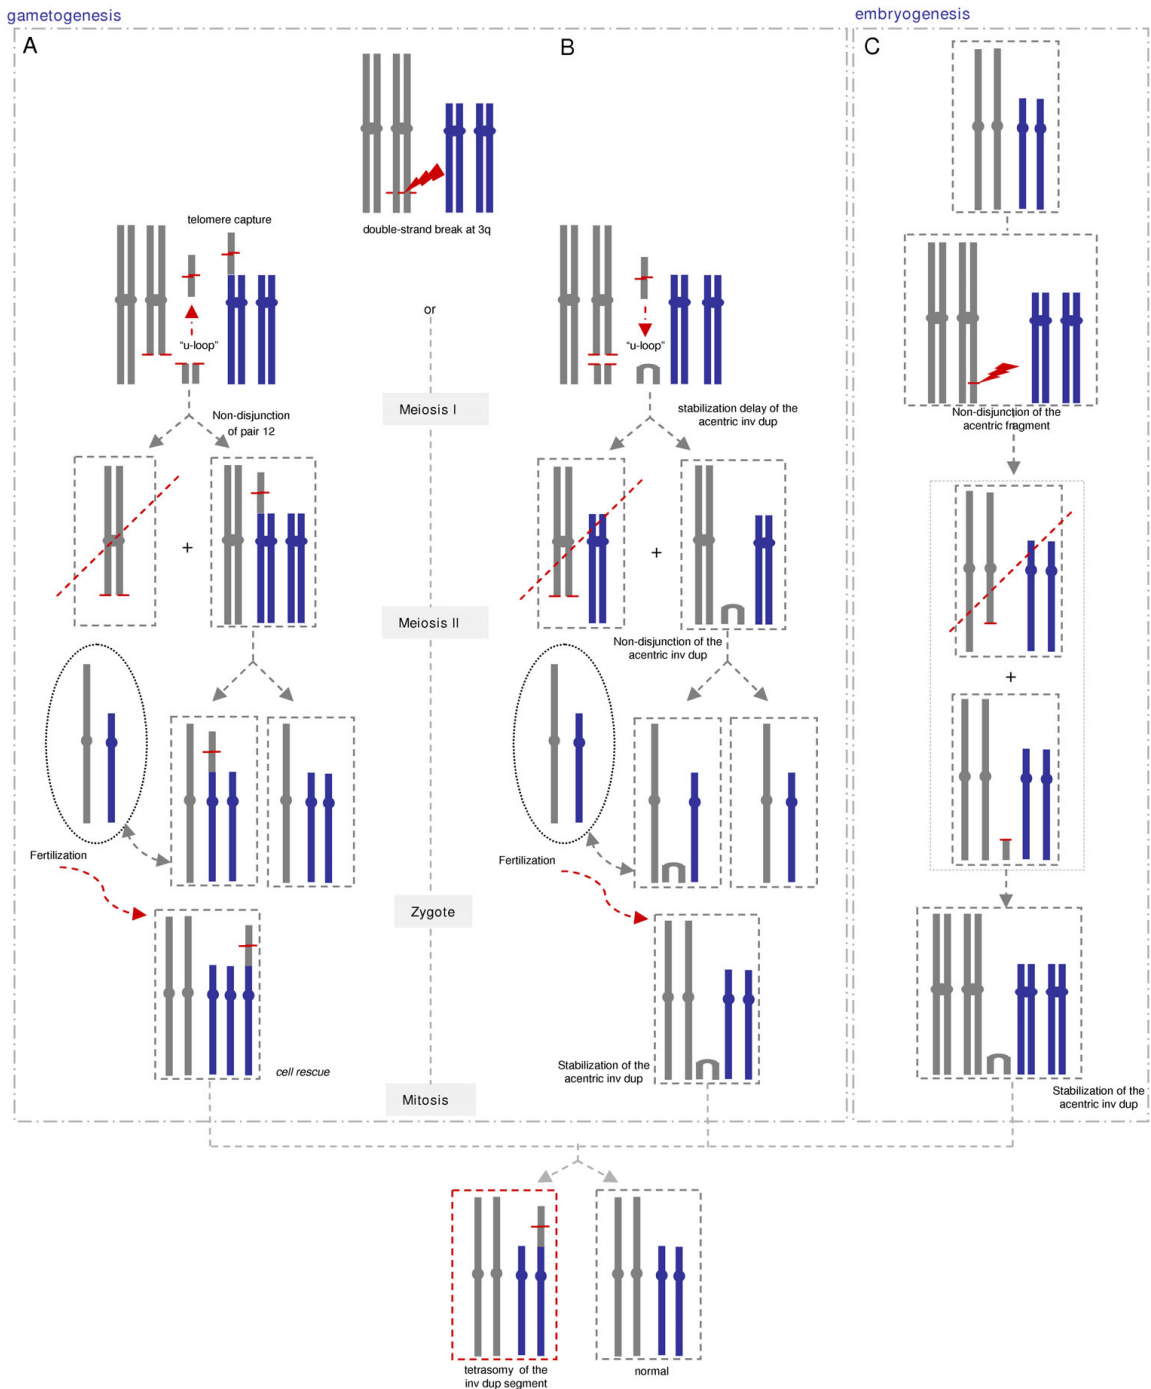 gametogenesis
embryogenesis
A
B
C
double-strand break at 3q
telomere capture
"u-loop"
or
"u-loop"
Meiosis I
Non-disjunction
of pair 12
stabilization delay of the
acentric inv dup
Non-disjunction of the
acentric fragment
+
+
Meiosis II
Non-disjunction of the
acentric inv dup
+
Fertilization
Fertilization
Zygote
cell rescue
Stabilization of the
acentric inv dup
Stabilization of the
acentric inv dup
Mitosis
tetrasomy of the
inv dup segment
normal